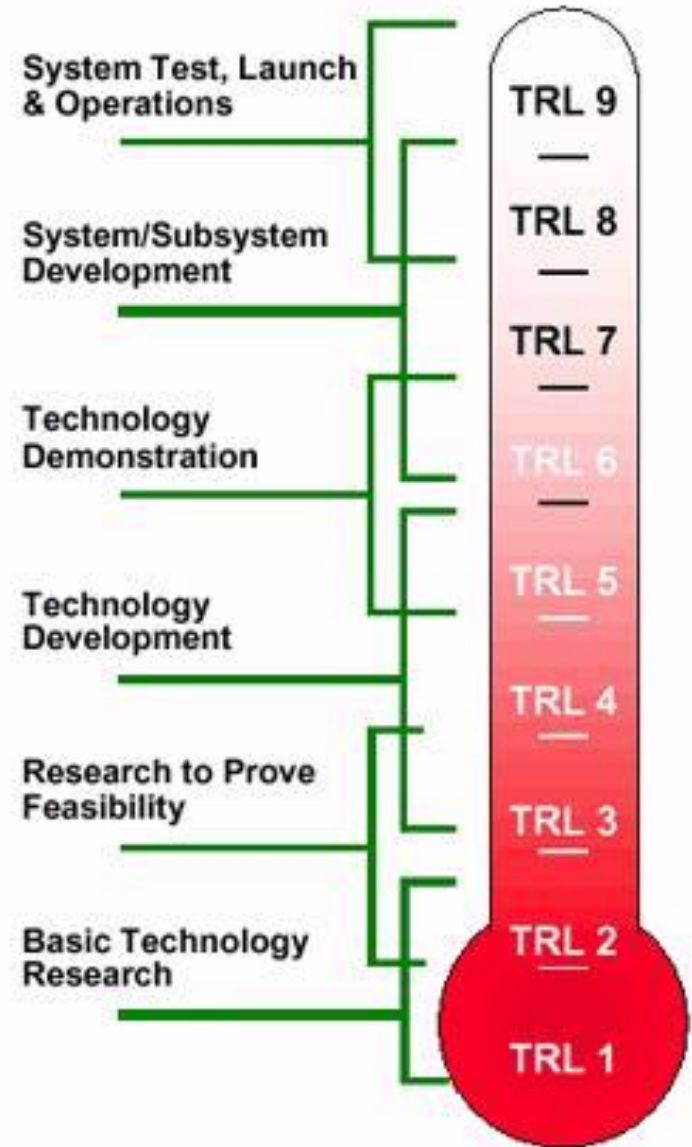 System Test, Launch
& Operations
System/Subsystem
Development
Technology
Demonstration
Technology
Development
Research to Prove
Feasibility
Basic Technology
Research
TRL 9
TRL 8
TRL 7
TRL 6
TRL 5
TRL 4
TRL 3
TRL 2
TRL 1